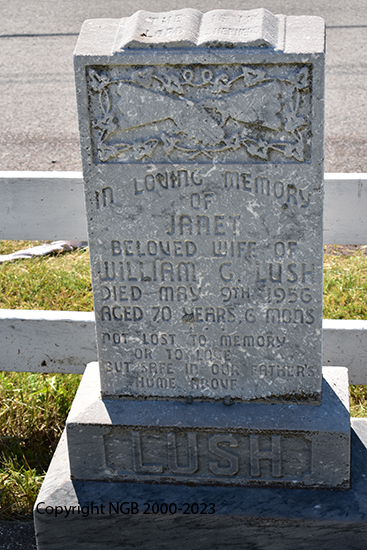 IN LOVING MEMORY
OF
JANET
BELOVED WIFE OF
WILLIAM G. LUSH
DIED MAY 9TH, 1956
AGED 70 YEARS, 6 MONS
NOT LOST TO MEMORY
OR TO LOVE
BUT SAFE IN OUR FATHER'S
HOME ABOVE
LUSH
Copyright NGB 2000-2023